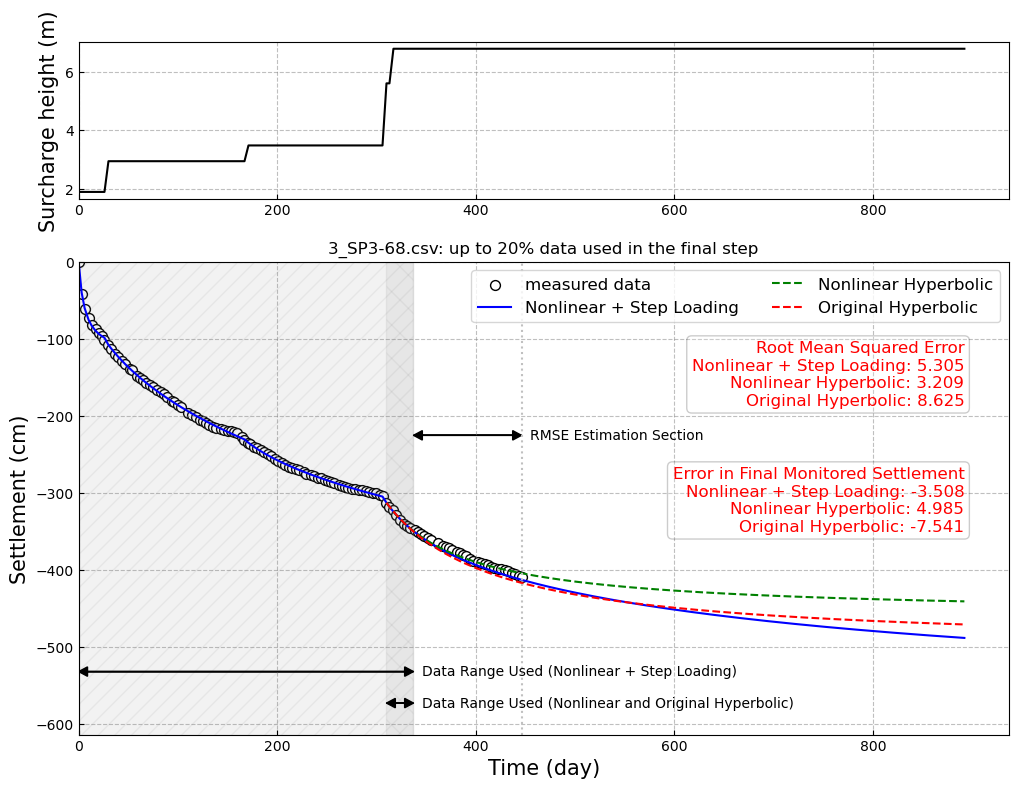 Surcharge height (m)
6
4
2
0
200
400
600
800
3_SP3-68.csv: up to 20% data used in the final step
measured data
Nonlinear + Step Loading
Nonlinear Hyperbolic
Original Hyperbolic
Root Mean Squared Error
Nonlinear + Step Loading: 5.305
Nonlinear Hyperbolic: 3.209
Original Hyperbolic: 8.625
RMSE Estimation Section
Error in Final Monitored Settlement
Nonlinear + Step Loading: -3.508
Nonlinear Hyperbolic: 4.985
Original Hyperbolic: -7.541
Data Range Used (Nonlinear + Step Loading)
Data Range Used (Nonlinear and Original Hyperbolic)
Settlement (cm)
0
−100
−200
−300
−400
−500
−600
0
200
400
600
800
Time (day)